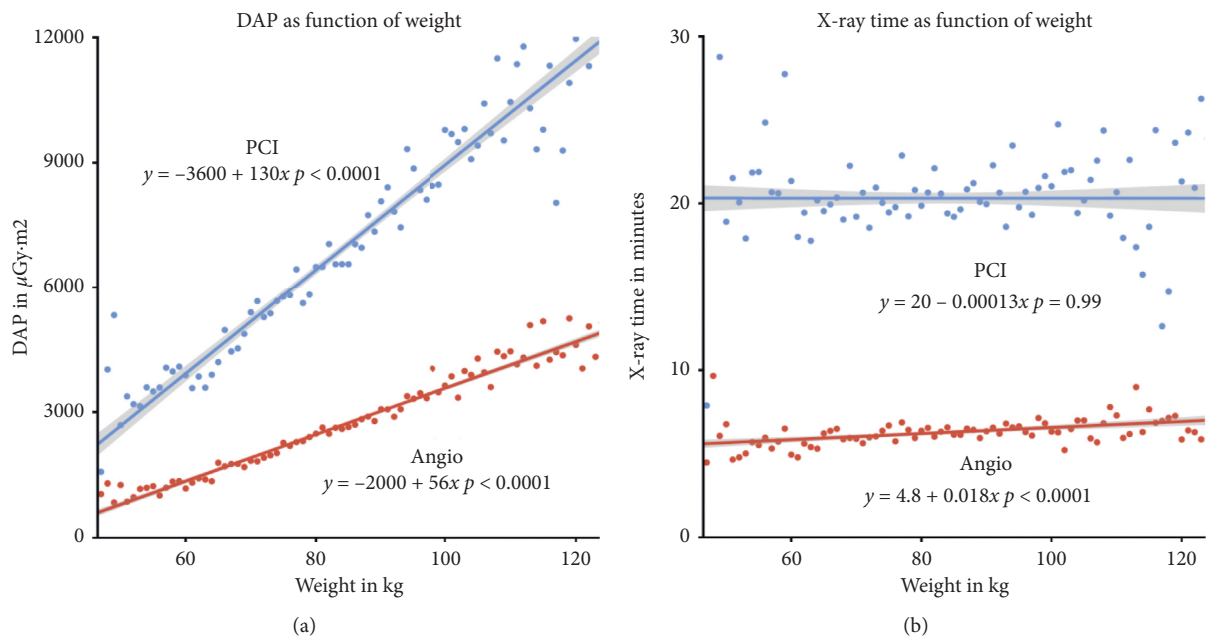 DAP as function of weight
12000
9000
6000
3000
0
DAP in μGy·m2
PCI
y = –3600 + 130x p < 0.0001
Angio
y = –2000 + 56x p < 0.0001
60 80 100 120
Weight in kg
(a)
X-ray time as function of weight
30
20
10
0
X-ray time in minutes
PCI
y = 20 – 0.00013x p = 0.99
Angio
y = 4.8 + 0.018x p < 0.0001
60 80 100 120
Weight in kg
(b)